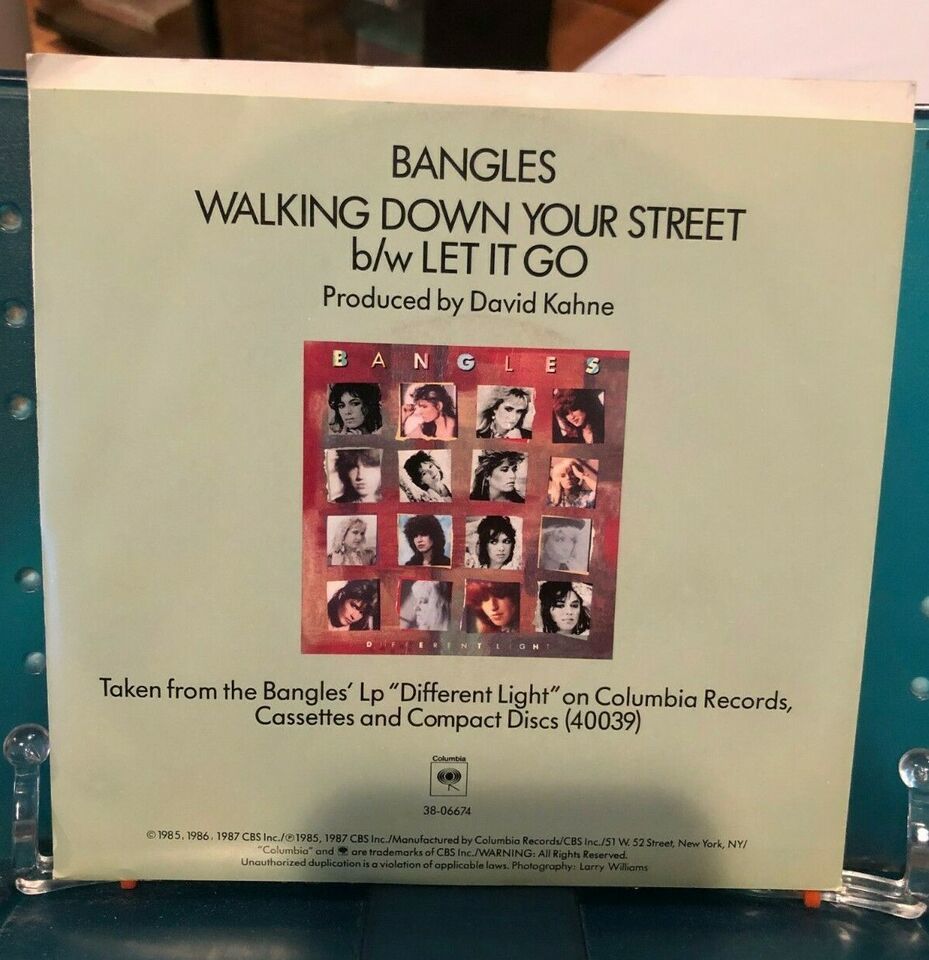 BANGLES
WALKING DOWN YOUR STREET
b/w LET IT GO
Produced by David Kahne
BANGLES
DIFFERENT LIGHT
Taken from the Bangles' Lp "Different Light" on Columbia Records,
Cassettes and Compact Discs (40039)
Columbia
38-06674
©1985, 1986, 1987 CBS Inc./℗1985, 1987 CBS Inc./Manufactured by Columbia Records/CBS Inc./51 W. 52 Street, New York, NY/
"Columbia" and are trademarks of CBS Inc./WARNING: All Rights Reserved.
Unauthorized duplication is a violation of applicable laws. Photography: Larry Williams